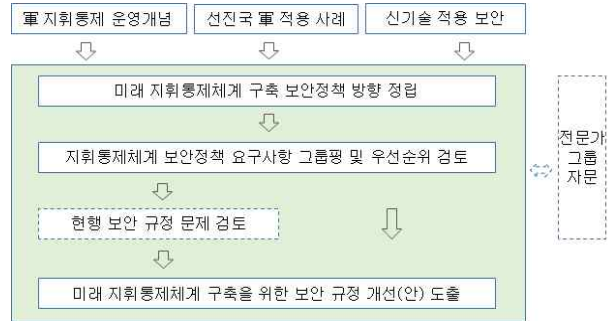 軍 지휘통제 운영개념
선진국 軍 적용 사례
신기술 적용 보안
미래 지휘통제체계 구축 보안정책 방향 정립
지휘통제체계 보안정책 요구사항 그룹핑 및 우선순위 검토
전문가
그룹
자문
현행 보안 규정 문제 검토
미래 지휘통제체계 구축을 위한 보안 규정 개선(안) 도출